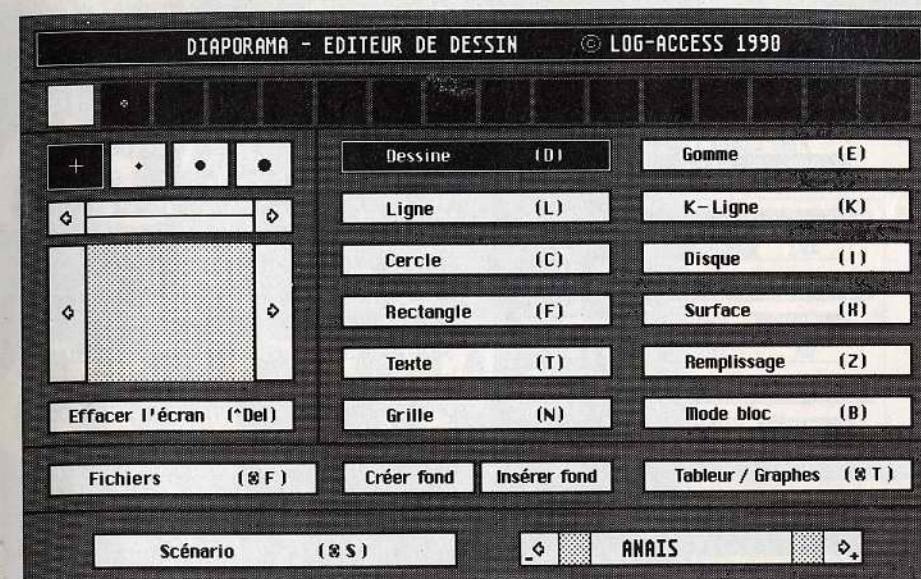 DIAPORAMA - EDITEUR DE DESSIN © LOG-ACCESS 1990
Dessine (D)
Gomme (E)
Ligne (L)
K-Ligne (K)
Cercle (C)
Disque (I)
Rectangle (F)
Surface (X)
Texte (T)
Remplissage (Z)
Effacer l'écran (^Del)
Grille (N)
Mode bloc (B)
Fichiers (⌘F)
Créer fond
Insérer fond
Tableur / Graphes (⌘T)
Scénario (⌘S)
- ANAIS +